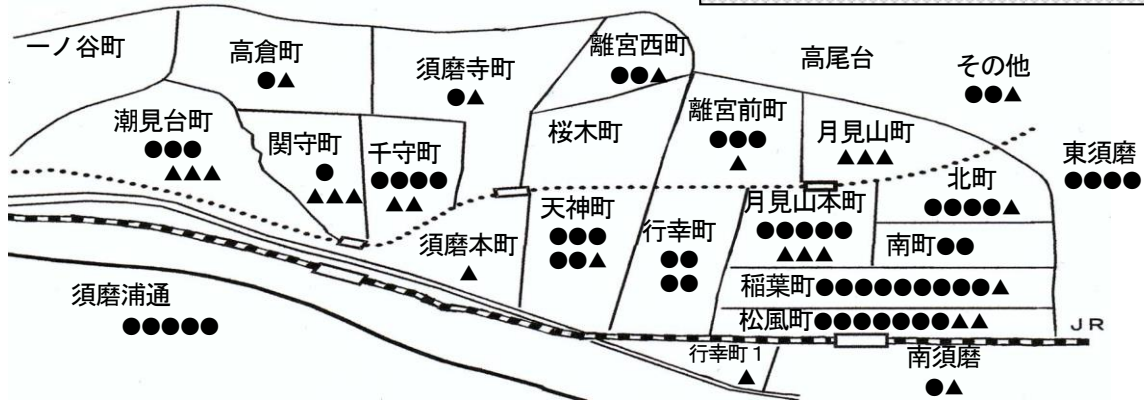 一ノ谷町
高倉町
●▲
須磨寺町
●▲
離宮西町
●●▲
高尾台
その他
●●▲
潮見台町
●●●
▲▲▲
関守町
●
▲▲▲
千守町
●●●●
▲▲
桜木町
離宮前町
●●●
▲
月見山町
▲▲▲
東須磨
●●●●
北町
●●●●▲
須磨本町
▲
天神町
●●●
●●▲
行幸町
●●
●●
月見山本町
●●●●●
▲▲▲
南町●●
稲葉町●●●●●●●●●▲
松風町●●●●●●●▲▲
JR
須磨浦通
●●●●●
行幸町1
▲
南須磨
●▲